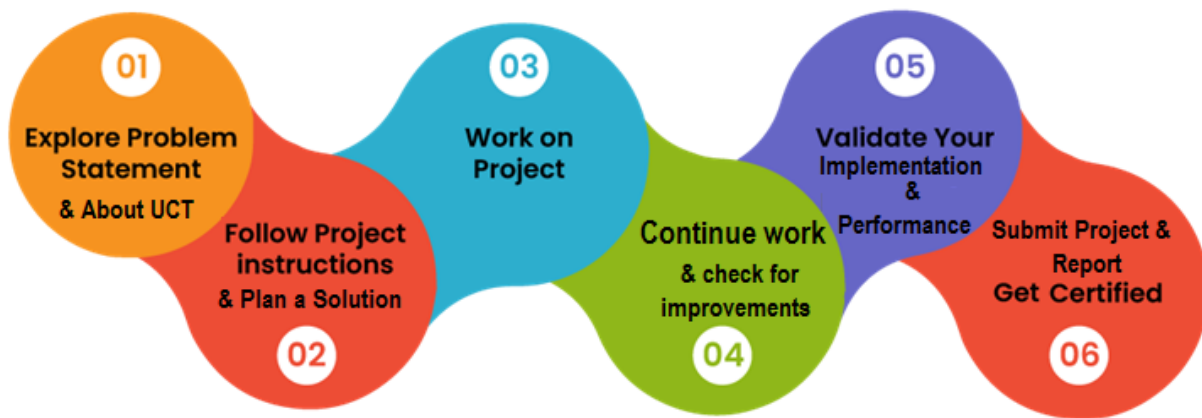 01
Explore Problem
Statement
& About UCT
Follow Project
instructions
& Plan a Solution
02
03
Work on
Project
Continue work
& check for
improvements
04
05
Validate Your
Implementation
&
Performance
Submit Project &
Report
Get Certified
06